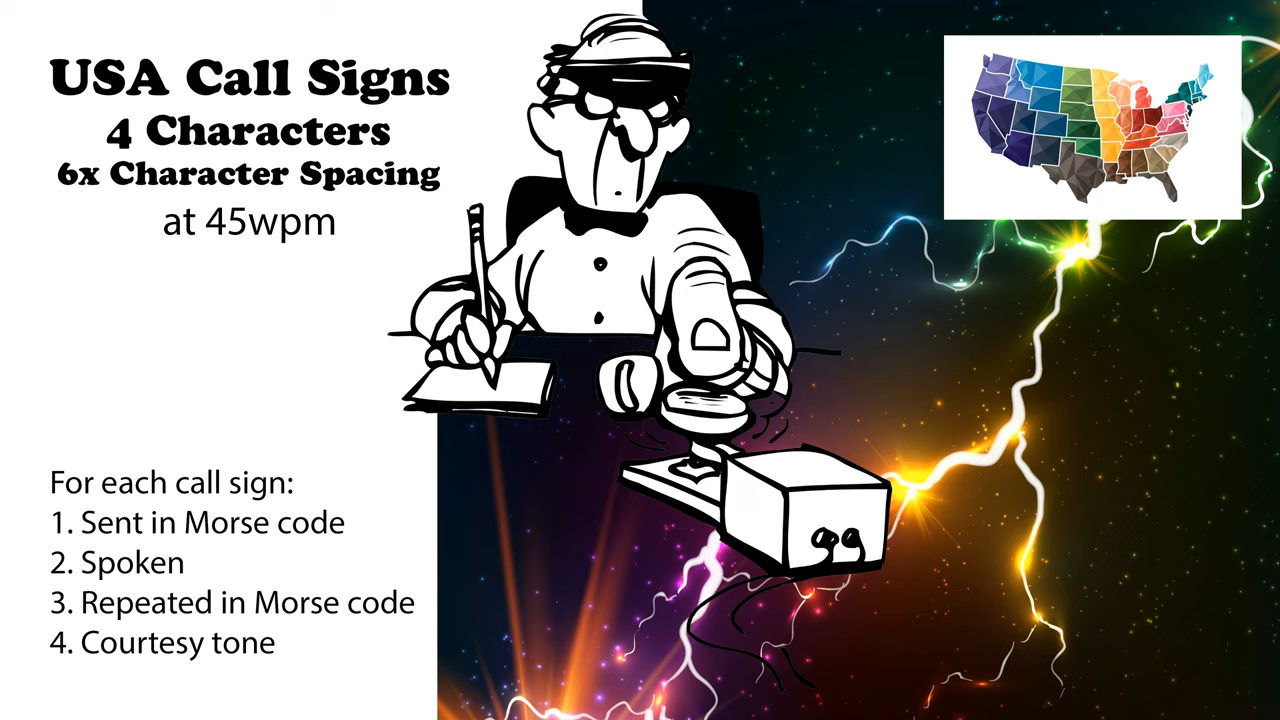 USA Call Signs
4 Characters
6x Character Spacing
at 45wpm
For each call sign:
1. Sent in Morse code
2. Spoken
3. Repeated in Morse code
4. Courtesy tone